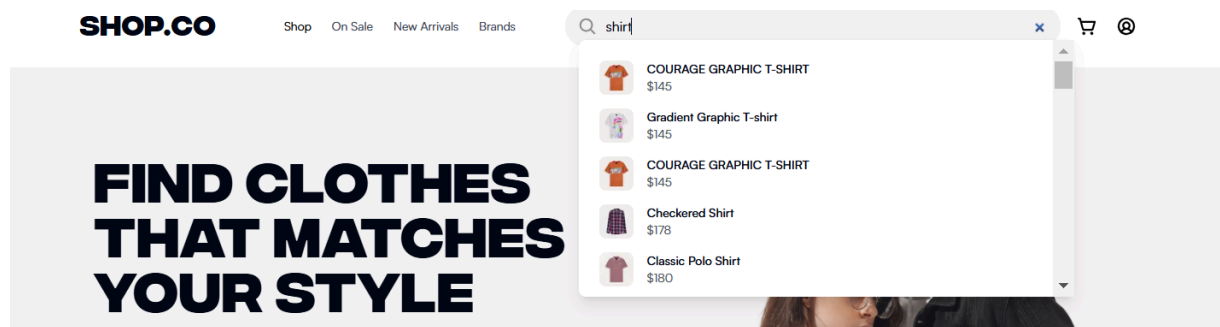 SHOP.CO
Shop On Sale New Arrivals Brands
shirt
COURAGE GRAPHIC T-SHIRT
$145
Gradient Graphic T-shirt
$145
COURAGE GRAPHIC T-SHIRT
$145
Checkered Shirt
$178
Classic Polo Shirt
$180
FIND CLOTHES
THAT MATCHES
YOUR STYLE